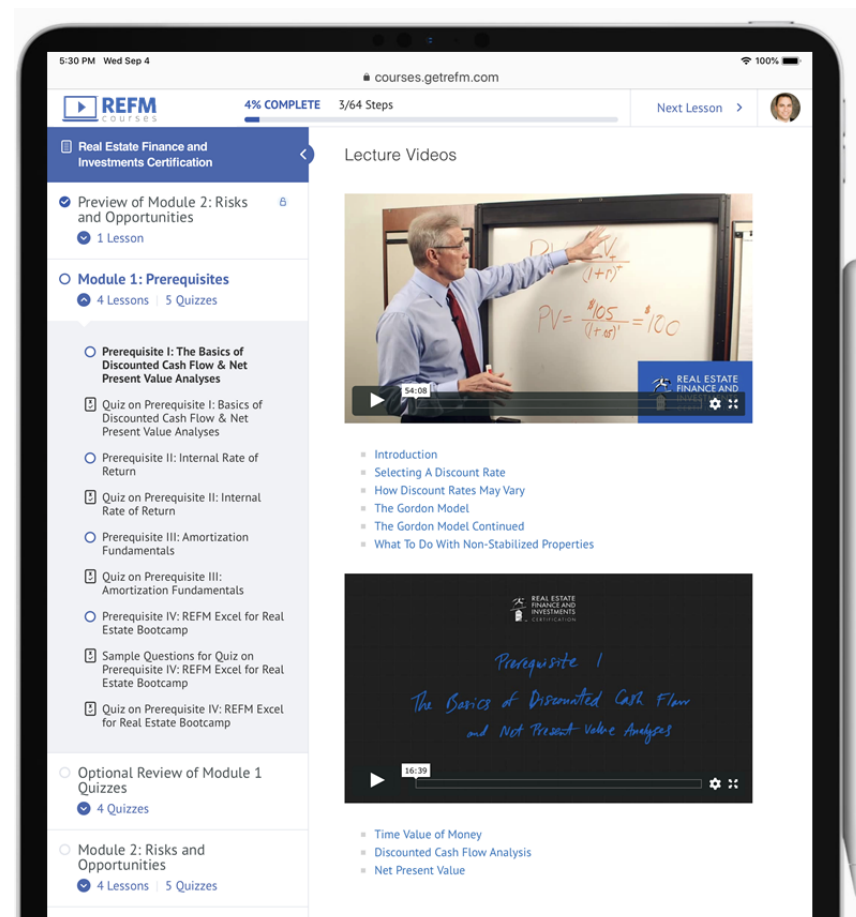 5:30 PM Wed Sep 4
100%
courses.getrefm.com
REFM
courses
4% COMPLETE
3/64 Steps
Next Lesson
Real Estate Finance and
Investments Certification
Preview of Module 2: Risks
and Opportunities
1 Lesson
Module 1: Prerequisites
4 Lessons | 5 Quizzes
Prerequisite I: The Basics of
Discounted Cash Flow & Net
Present Value Analyses
Quiz on Prerequisite I: Basics of
Discounted Cash Flow & Net
Present Value Analyses
Prerequisite II: Internal Rate of
Return
Quiz on Prerequisite II: Internal
Rate of Return
Prerequisite III: Amortization
Fundamentals
Quiz on Prerequisite III:
Amortization Fundamentals
Prerequisite IV: REFM Excel for Real
Estate Bootcamp
Sample Questions for Quiz on
Prerequisite IV: REFM Excel for Real
Estate Bootcamp
Quiz on Prerequisite IV: REFM Excel
for Real Estate Bootcamp
Optional Review of Module 1
Quizzes
4 Quizzes
Module 2: Risks and
Opportunities
4 Lessons | 5 Quizzes
Lecture Videos
PV=
(1+r)
PV= $105 = $100
(1+.05)¹
REAL ESTATE
FINANCE AND
INVESTMENTS
54:08
Introduction
Selecting A Discount Rate
How Discount Rates May Vary
The Gordon Model
The Gordon Model Continued
What To Do With Non-Stabilized Properties
REAL ESTATE
FINANCE AND
INVESTMENTS
CERTIFICATION
Prerequisite 1
The Basics of Discounted Cash Flow
and Net Present Value Analyses
16:39
Time Value of Money
Discounted Cash Flow Analysis
Net Present Value